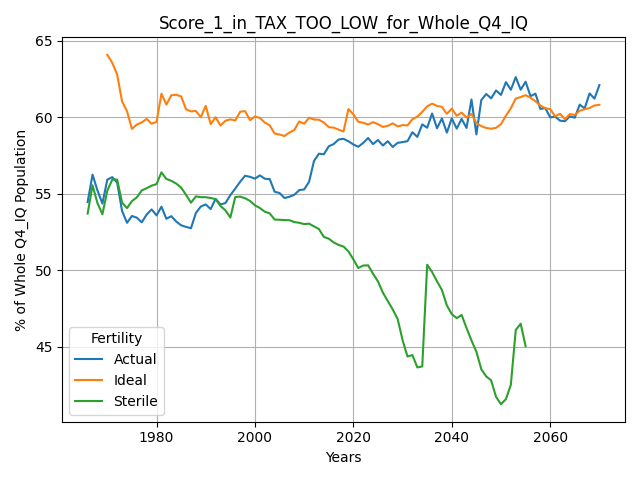 Score_1_in_TAX_TOO_LOW_for_Whole_Q4_IQ
% of Whole Q4_IQ Population
65
60
55
50
45
Fertility
Actual
Ideal
Sterile
1980 2000 2020 2040 2060
Years